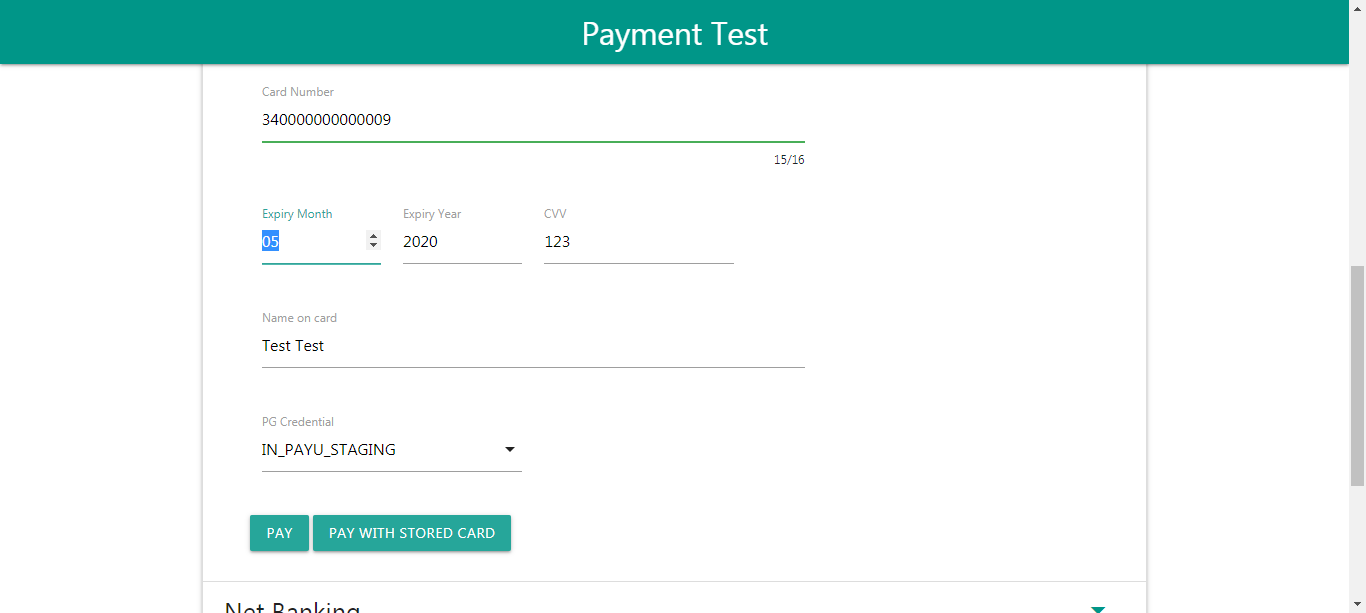 Payment Test
Card Number
340000000000009
15/16
Expiry Month Expiry Year CVV
05 2020 123
Name on card
Test Test
PG Credential
IN_PAYU_STAGING
PAY PAY WITH STORED CARD
Net Banking